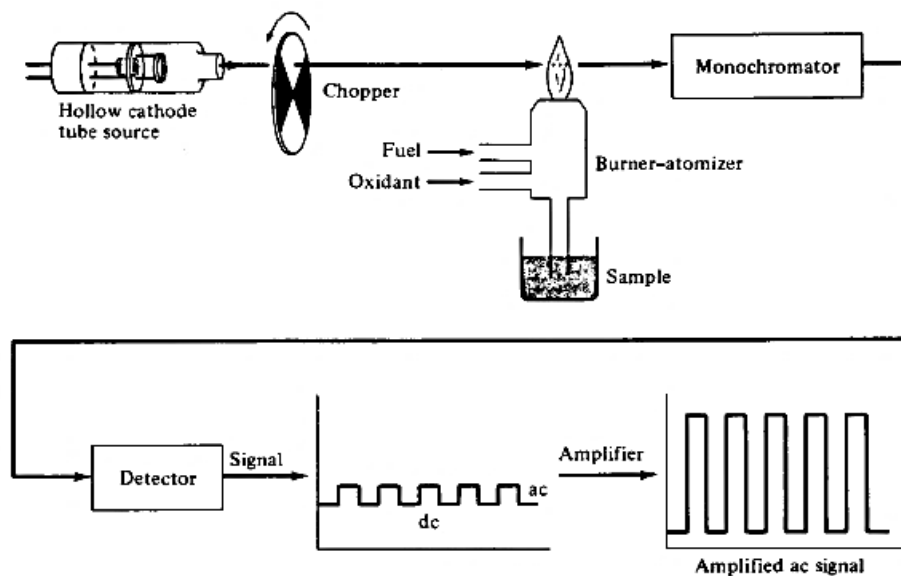 Hollow cathode
tube source
Chopper
Monochromator
Fuel
Oxidant
Burner-atomizer
Sample
Detector
Signal
ac
dc
Amplifier
Amplified ac signal